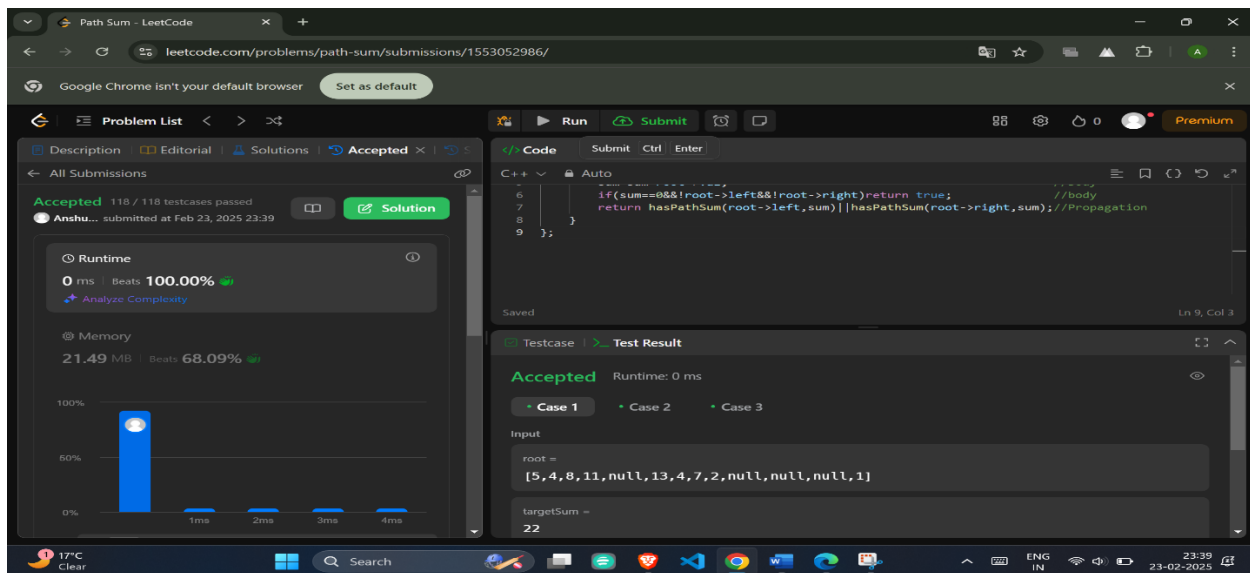 Path Sum - LeetCode
leetcode.com/problems/path-sum/submissions/1553052986/
A
Google Chrome isn't your default browser Set as default
Problem List Run Submit 0 Premium
Description Editorial Solutions Accepted S
</>Code Submit Ctrl Enter
All Submissions
C++ Auto
Accepted 118 / 118 testcases passed
Anshu... submitted at Feb 23, 2025 23:39
Solution
6 if(sum==0&&!root->left&&!root->right)return true; //body
7 return hasPathSum(root->left,sum)||hasPathSum(root->right,sum);//Propagation
8 }
9 };
Saved Ln 9, Col 3
Runtime
0 ms Beats 100.00%
Analyze Complexity
Memory
21.49 MB Beats 68.09%
100%
50%
0%
1ms 2ms 3ms 4ms
Testcase >_ Test Result
Accepted Runtime: 0 ms
Case 1 Case 2 Case 3
Input
root =
[5,4,8,11,null,13,4,7,2,null,null,null,1]
targetSum =
22
1 17°C
Clear
Search
ENG
IN
23:39
23-02-2025